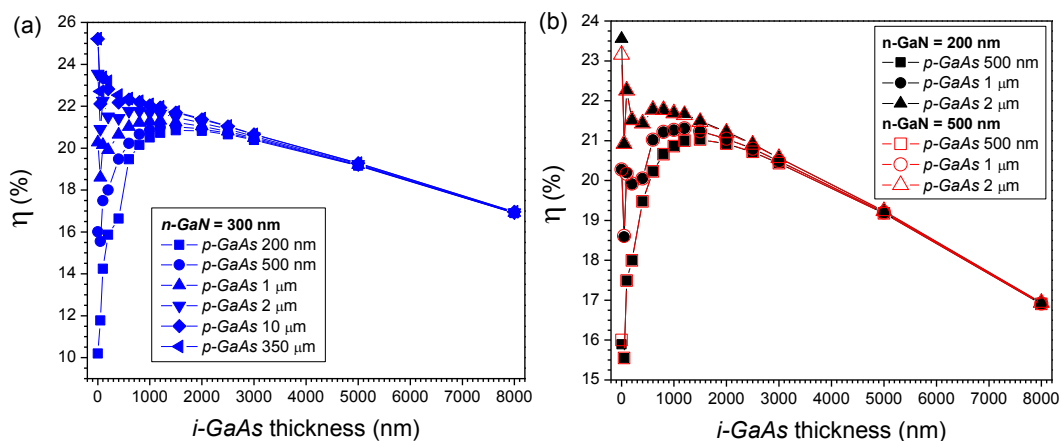 (a)
26
24
22
20
18
16
14
12
10
η (%)
n-GaN = 300 nm
p-GaAs 200 nm
p-GaAs 500 nm
p-GaAs 1 μm
p-GaAs 2 μm
p-GaAs 10 μm
p-GaAs 350 μm
0 1000 2000 3000 4000 5000 6000 7000 8000
i-GaAs thickness (nm)
(b)
24
23
22
21
20
19
18
17
16
15
η (%)
n-GaN = 200 nm
p-GaAs 500 nm
p-GaAs 1 μm
p-GaAs 2 μm
n-GaN = 500 nm
p-GaAs 500 nm
p-GaAs 1 μm
p-GaAs 2 μm
0 1000 2000 3000 4000 5000 6000 7000 8000
i-GaAs thickness (nm)